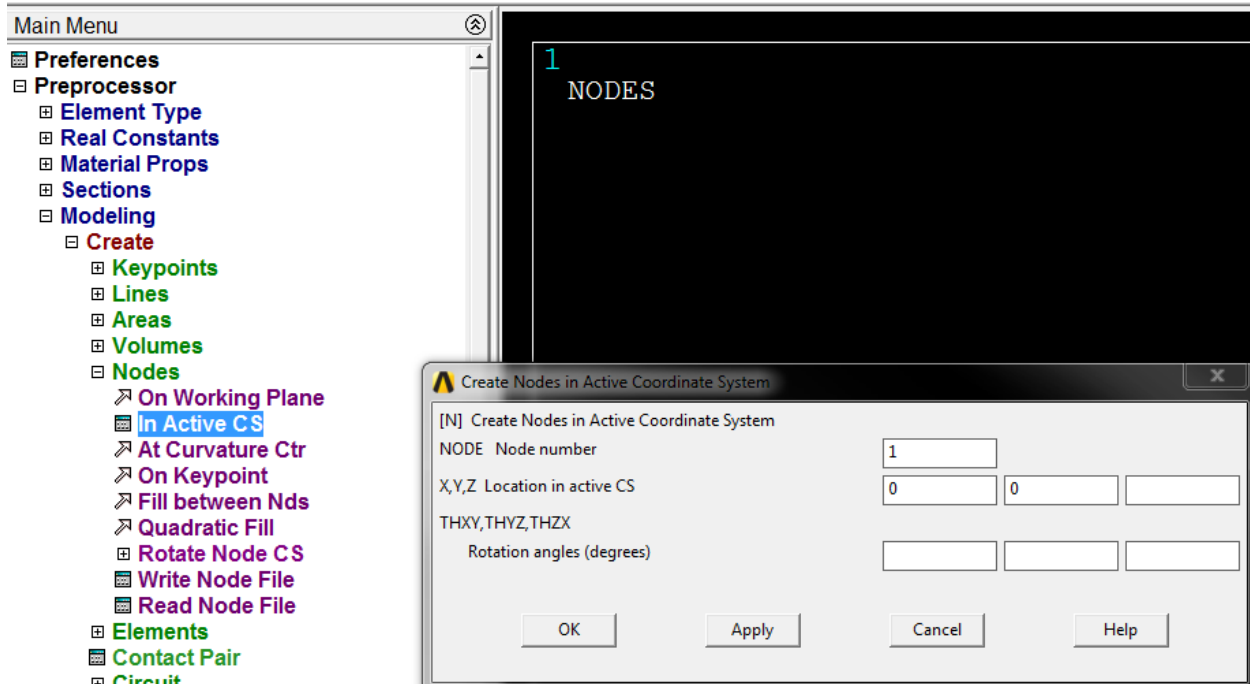 Main Menu
Preferences
Preprocessor
Element Type
Real Constants
Material Props
Sections
Modeling
Create
Keypoints
Lines
Areas
Volumes
Nodes
On Working Plane
In Active CS
At Curvature Ctr
On Keypoint
Fill between Nds
Quadratic Fill
Rotate Node CS
Write Node File
Read Node File
Elements
Contact Pair
Circuit
1
NODES
Create Nodes in Active Coordinate System
[N] Create Nodes in Active Coordinate System
NODE Node number 1
X,Y,Z Location in active CS 0 0
THXY,THYZ,THZX
Rotation angles (degrees)
OK Apply Cancel Help